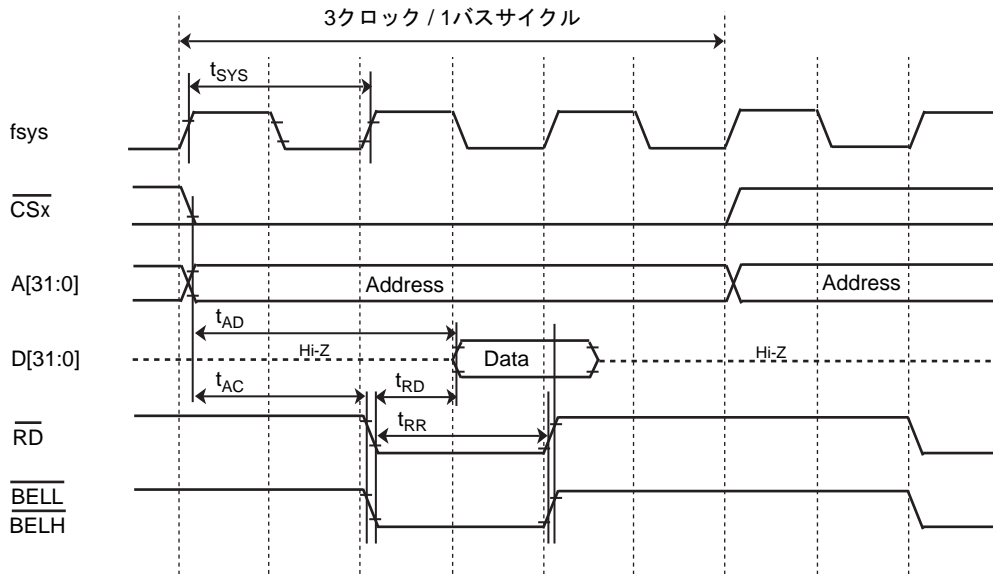 3クロック / 1バスサイクル
tSYS
fsys
CSx
A[31:0]
Address
Address
tAD
D[31:0]
Hi-Z
Data
Hi-Z
tAC
tRD
tRR
RD
BELL
BELH